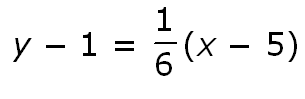 y − 1 = 1/6 (x − 5)